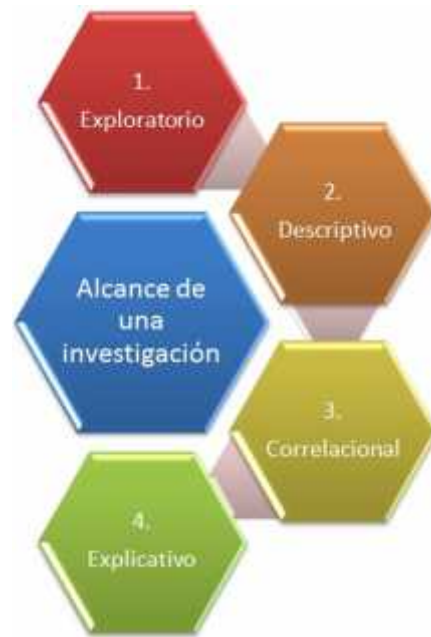 1.
Exploratorio
2.
Descriptivo
Alcance de
una
investigación
3.
Correlacional
4.
Explicativo